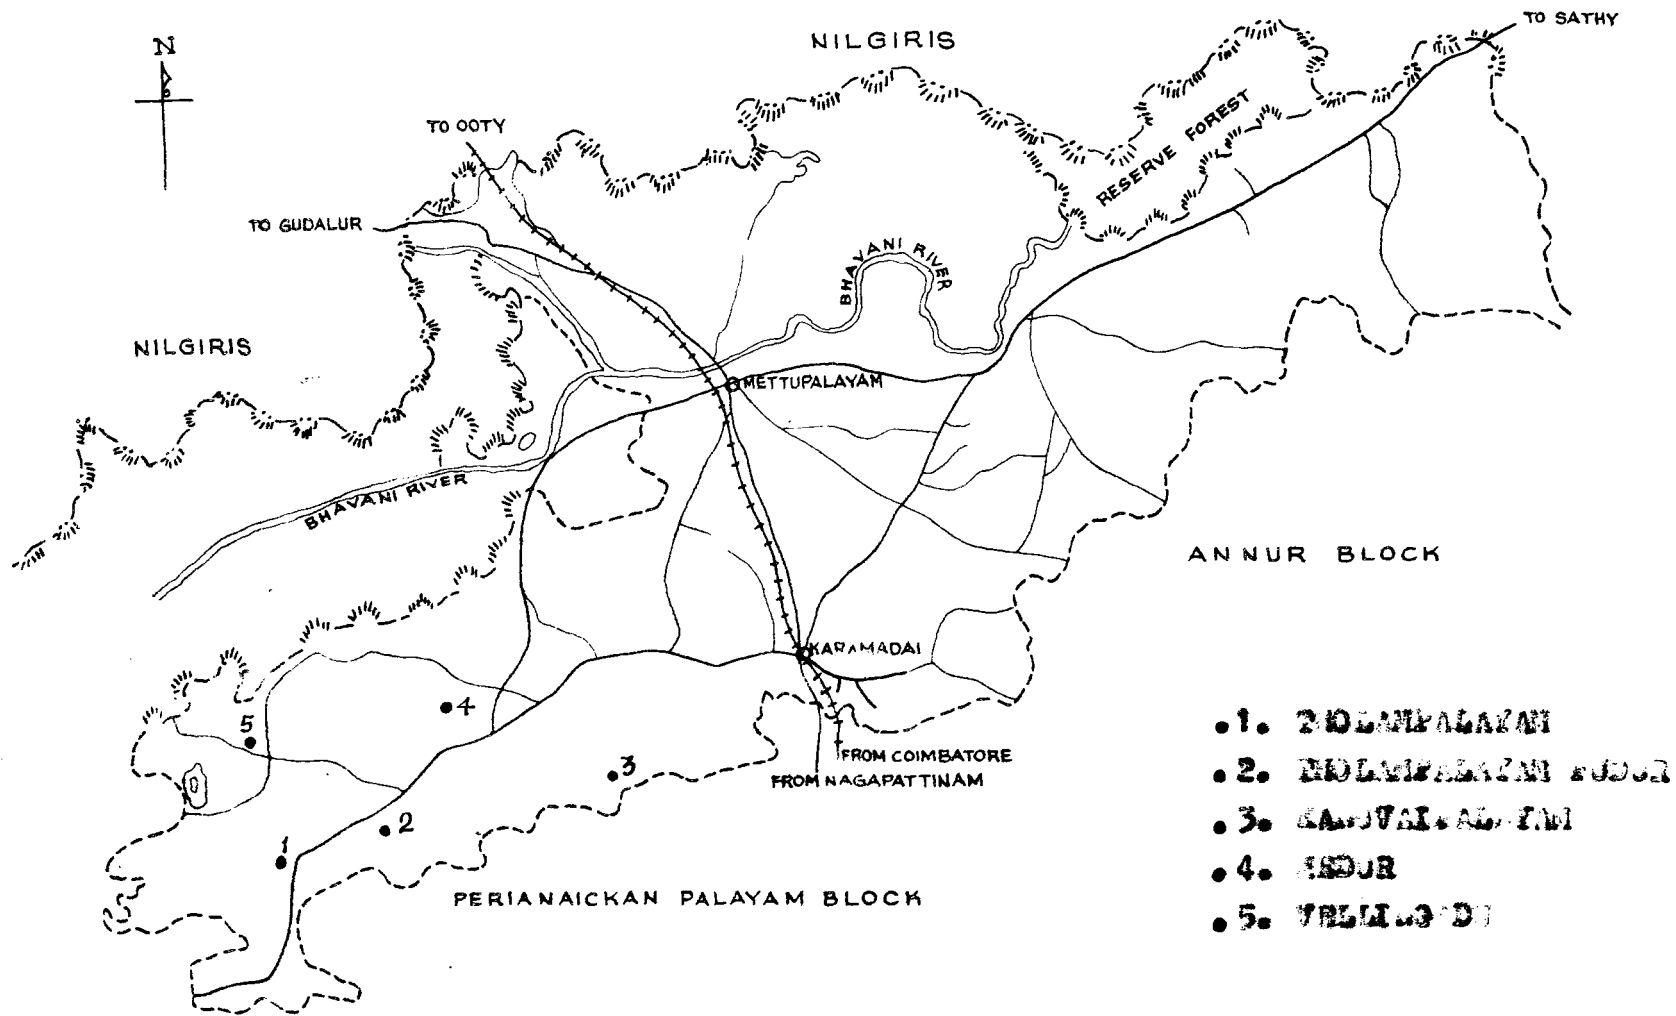 N
NILGIRIS
TO SATHY
TO OOTY
RESERVE FOREST
TO GUDALUR
BHAVANI RIVER
NILGIRIS
METTUPALAYAM
BHAVANI RIVER
ANNUR BLOCK
KARAMADAI
4
5
FROM COIMBATORE
3
FROM NAGAPATTINAM
2
1
PERIANAICKAN PALAYAM BLOCK
1.
2.
3.
4.
5.